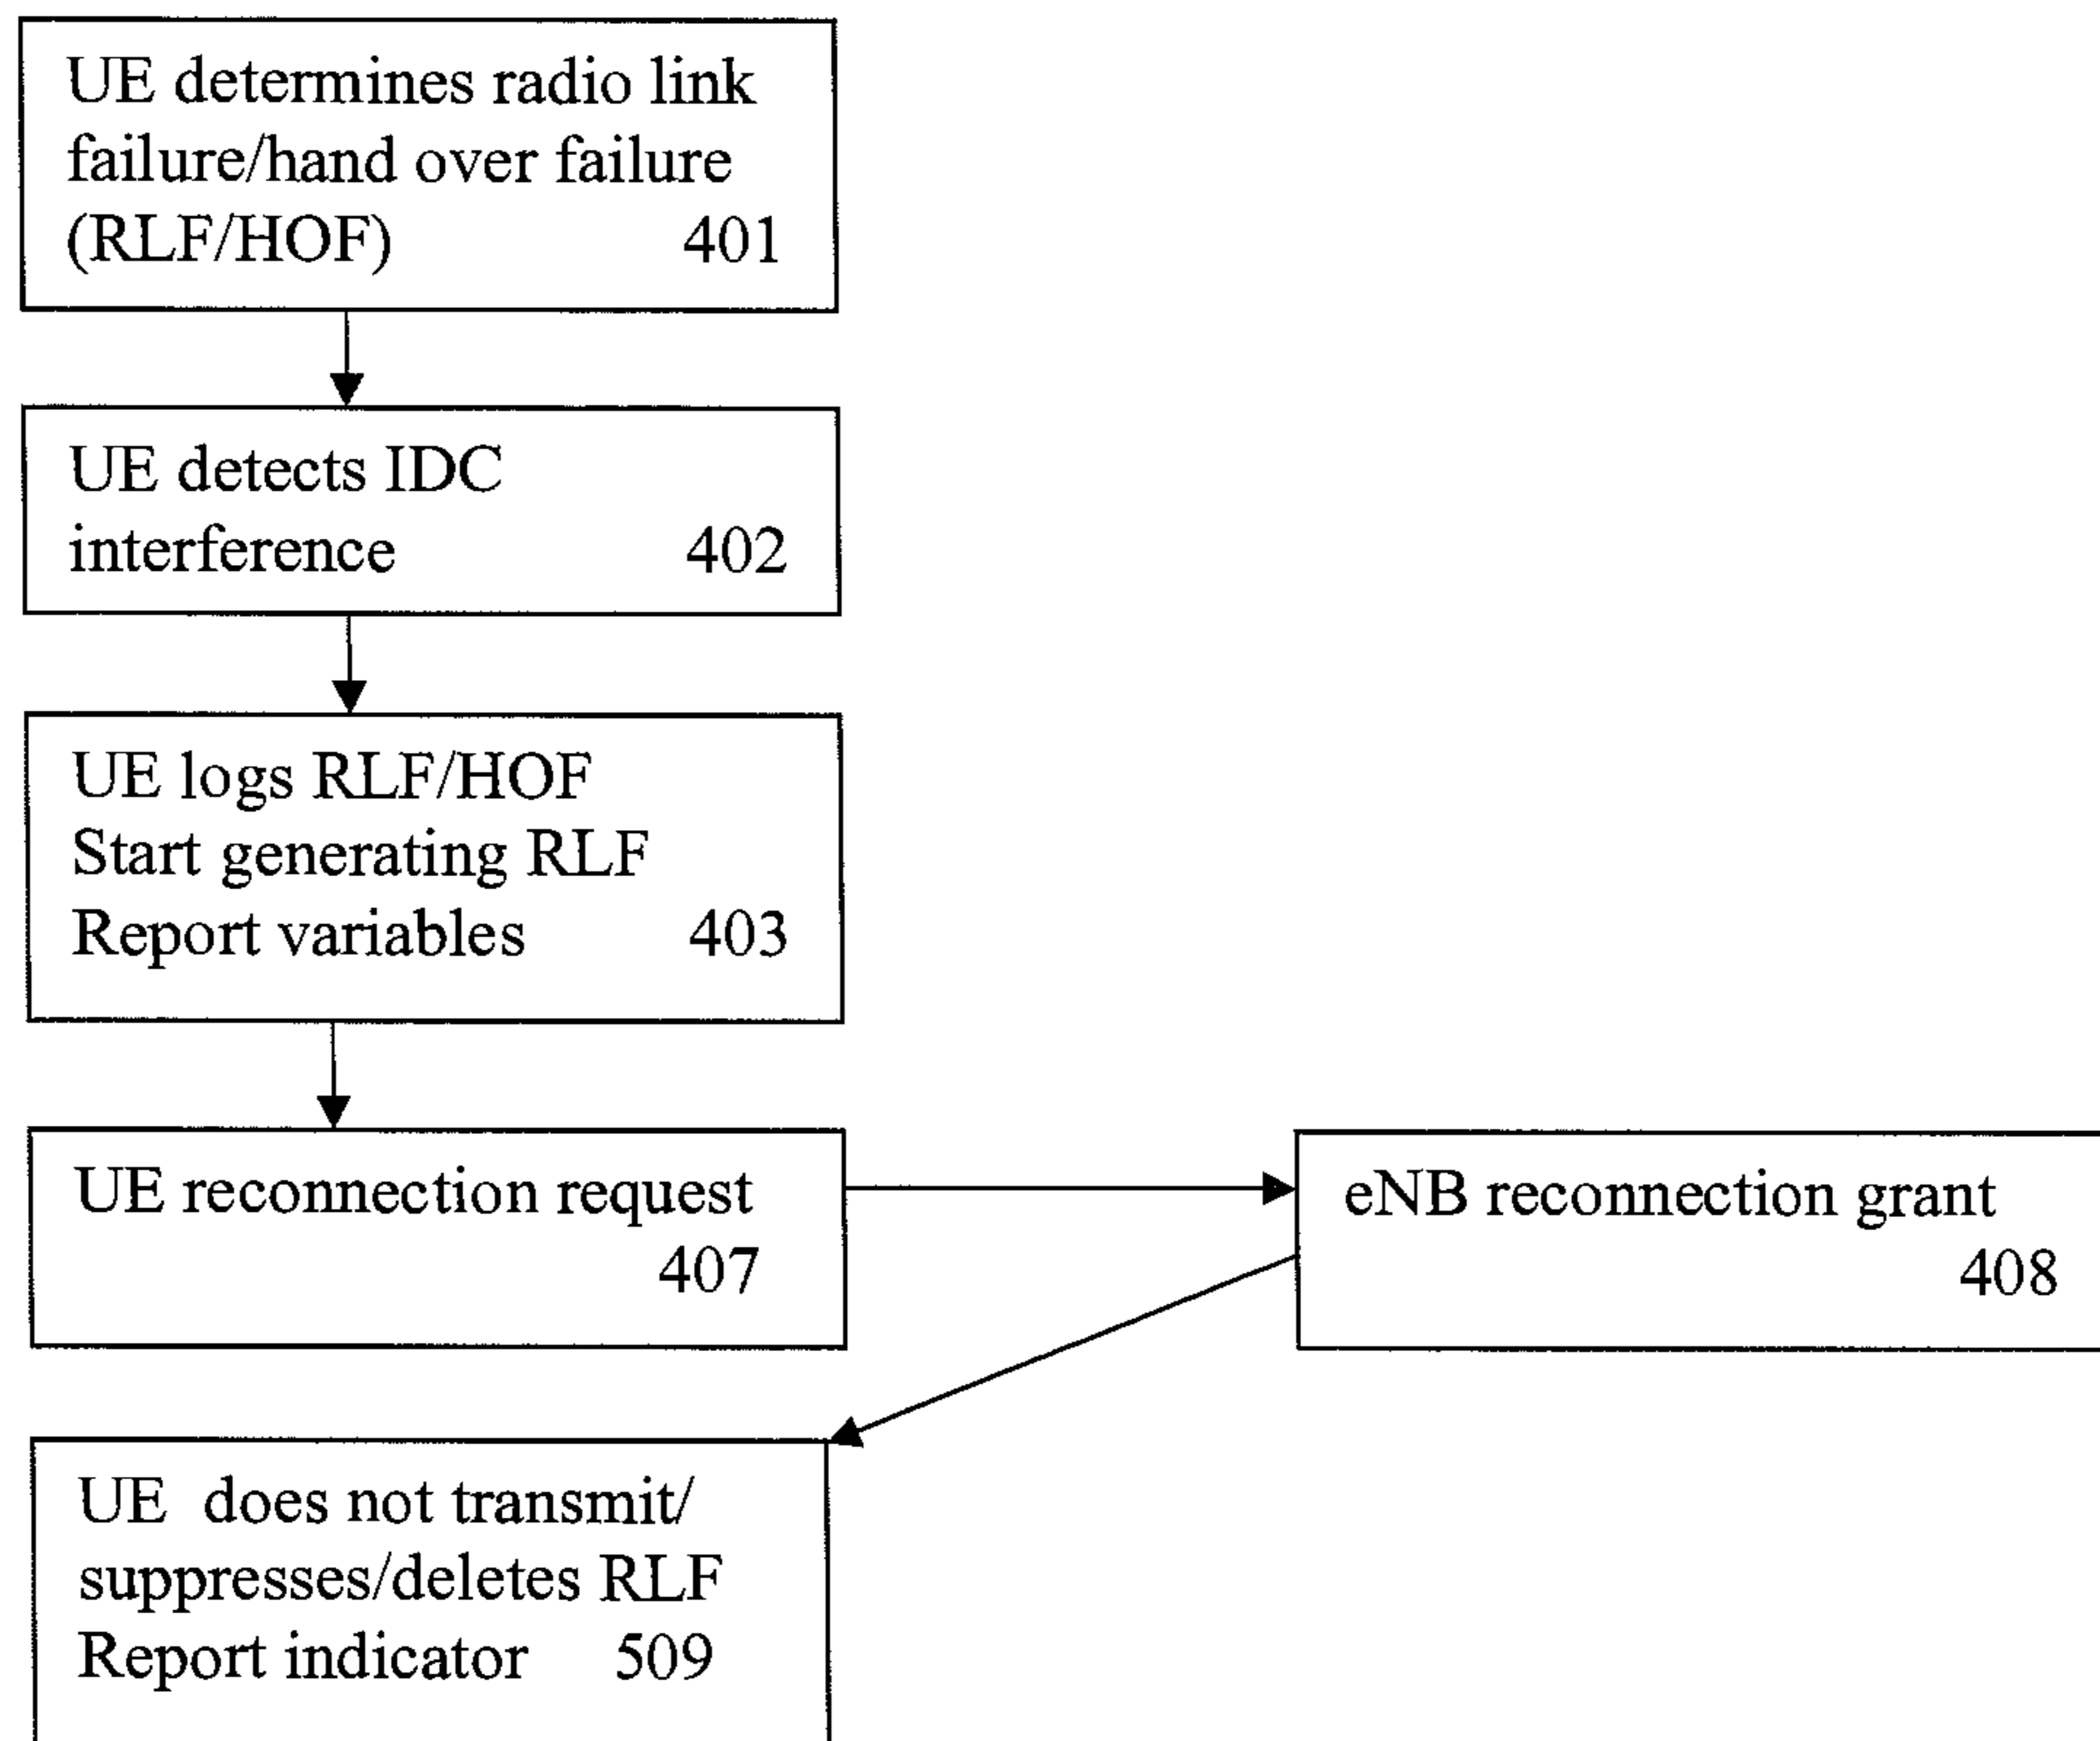 UE determines radio link
failure/hand over failure
(RLF/HOF) 401
UE detects IDC
interference 402
UE logs RLF/HOF
Start generating RLF
Report variables 403
UE reconnection request
407
eNB reconnection grant
408
UE does not transmit/
suppresses/deletes RLF
Report indicator 509